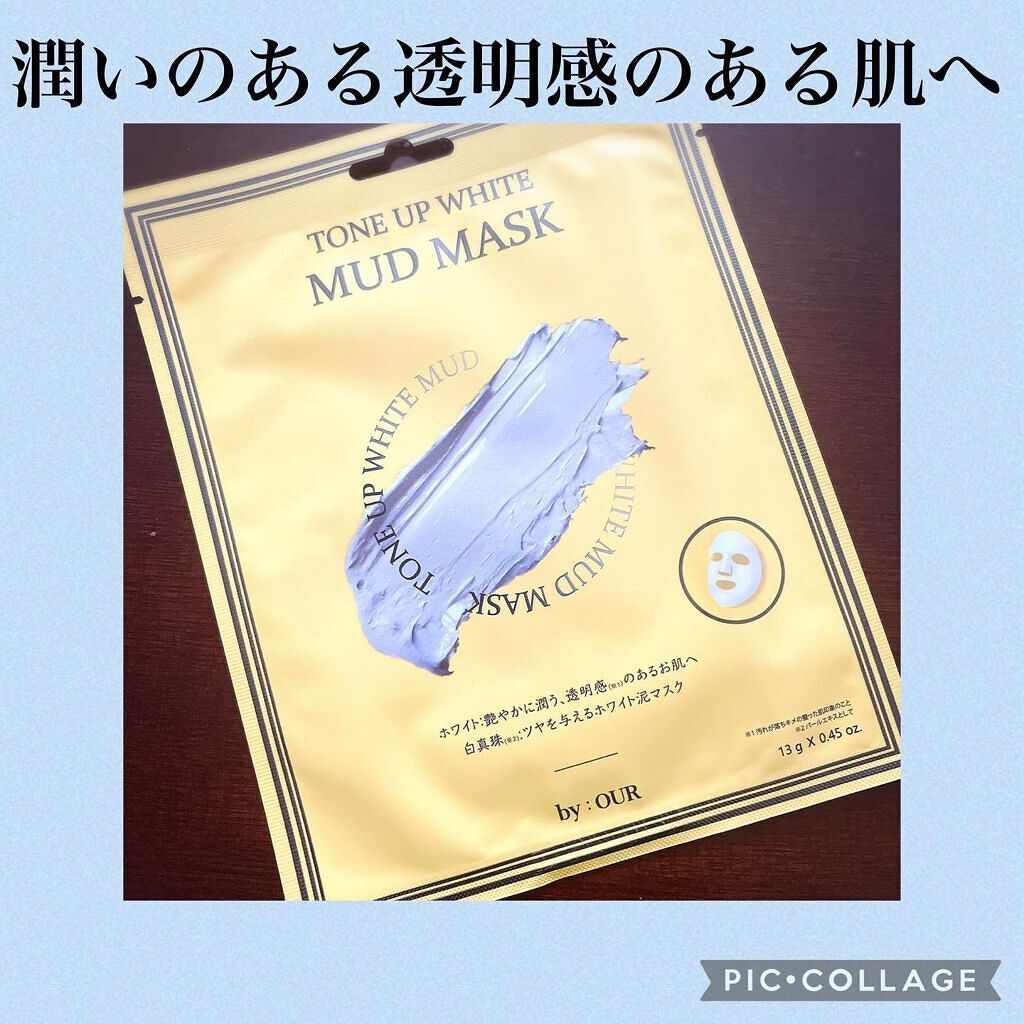 潤いのある透明感のある肌へ
TONE UP WHITE
MUD MASK
TONE UP WHITE MUD
WHITE MUD MASK
ホワイト:艶やかに潤う、透明感(※1)のあるお肌へ
白真珠(※2):ツヤを与えるホワイト泥マスク
※1 汚れが落ちキメの整った肌印象のこと
※2 パールエキスとして
13 g X 0.45 oz.
by : OUR
PIC•COLLAGE